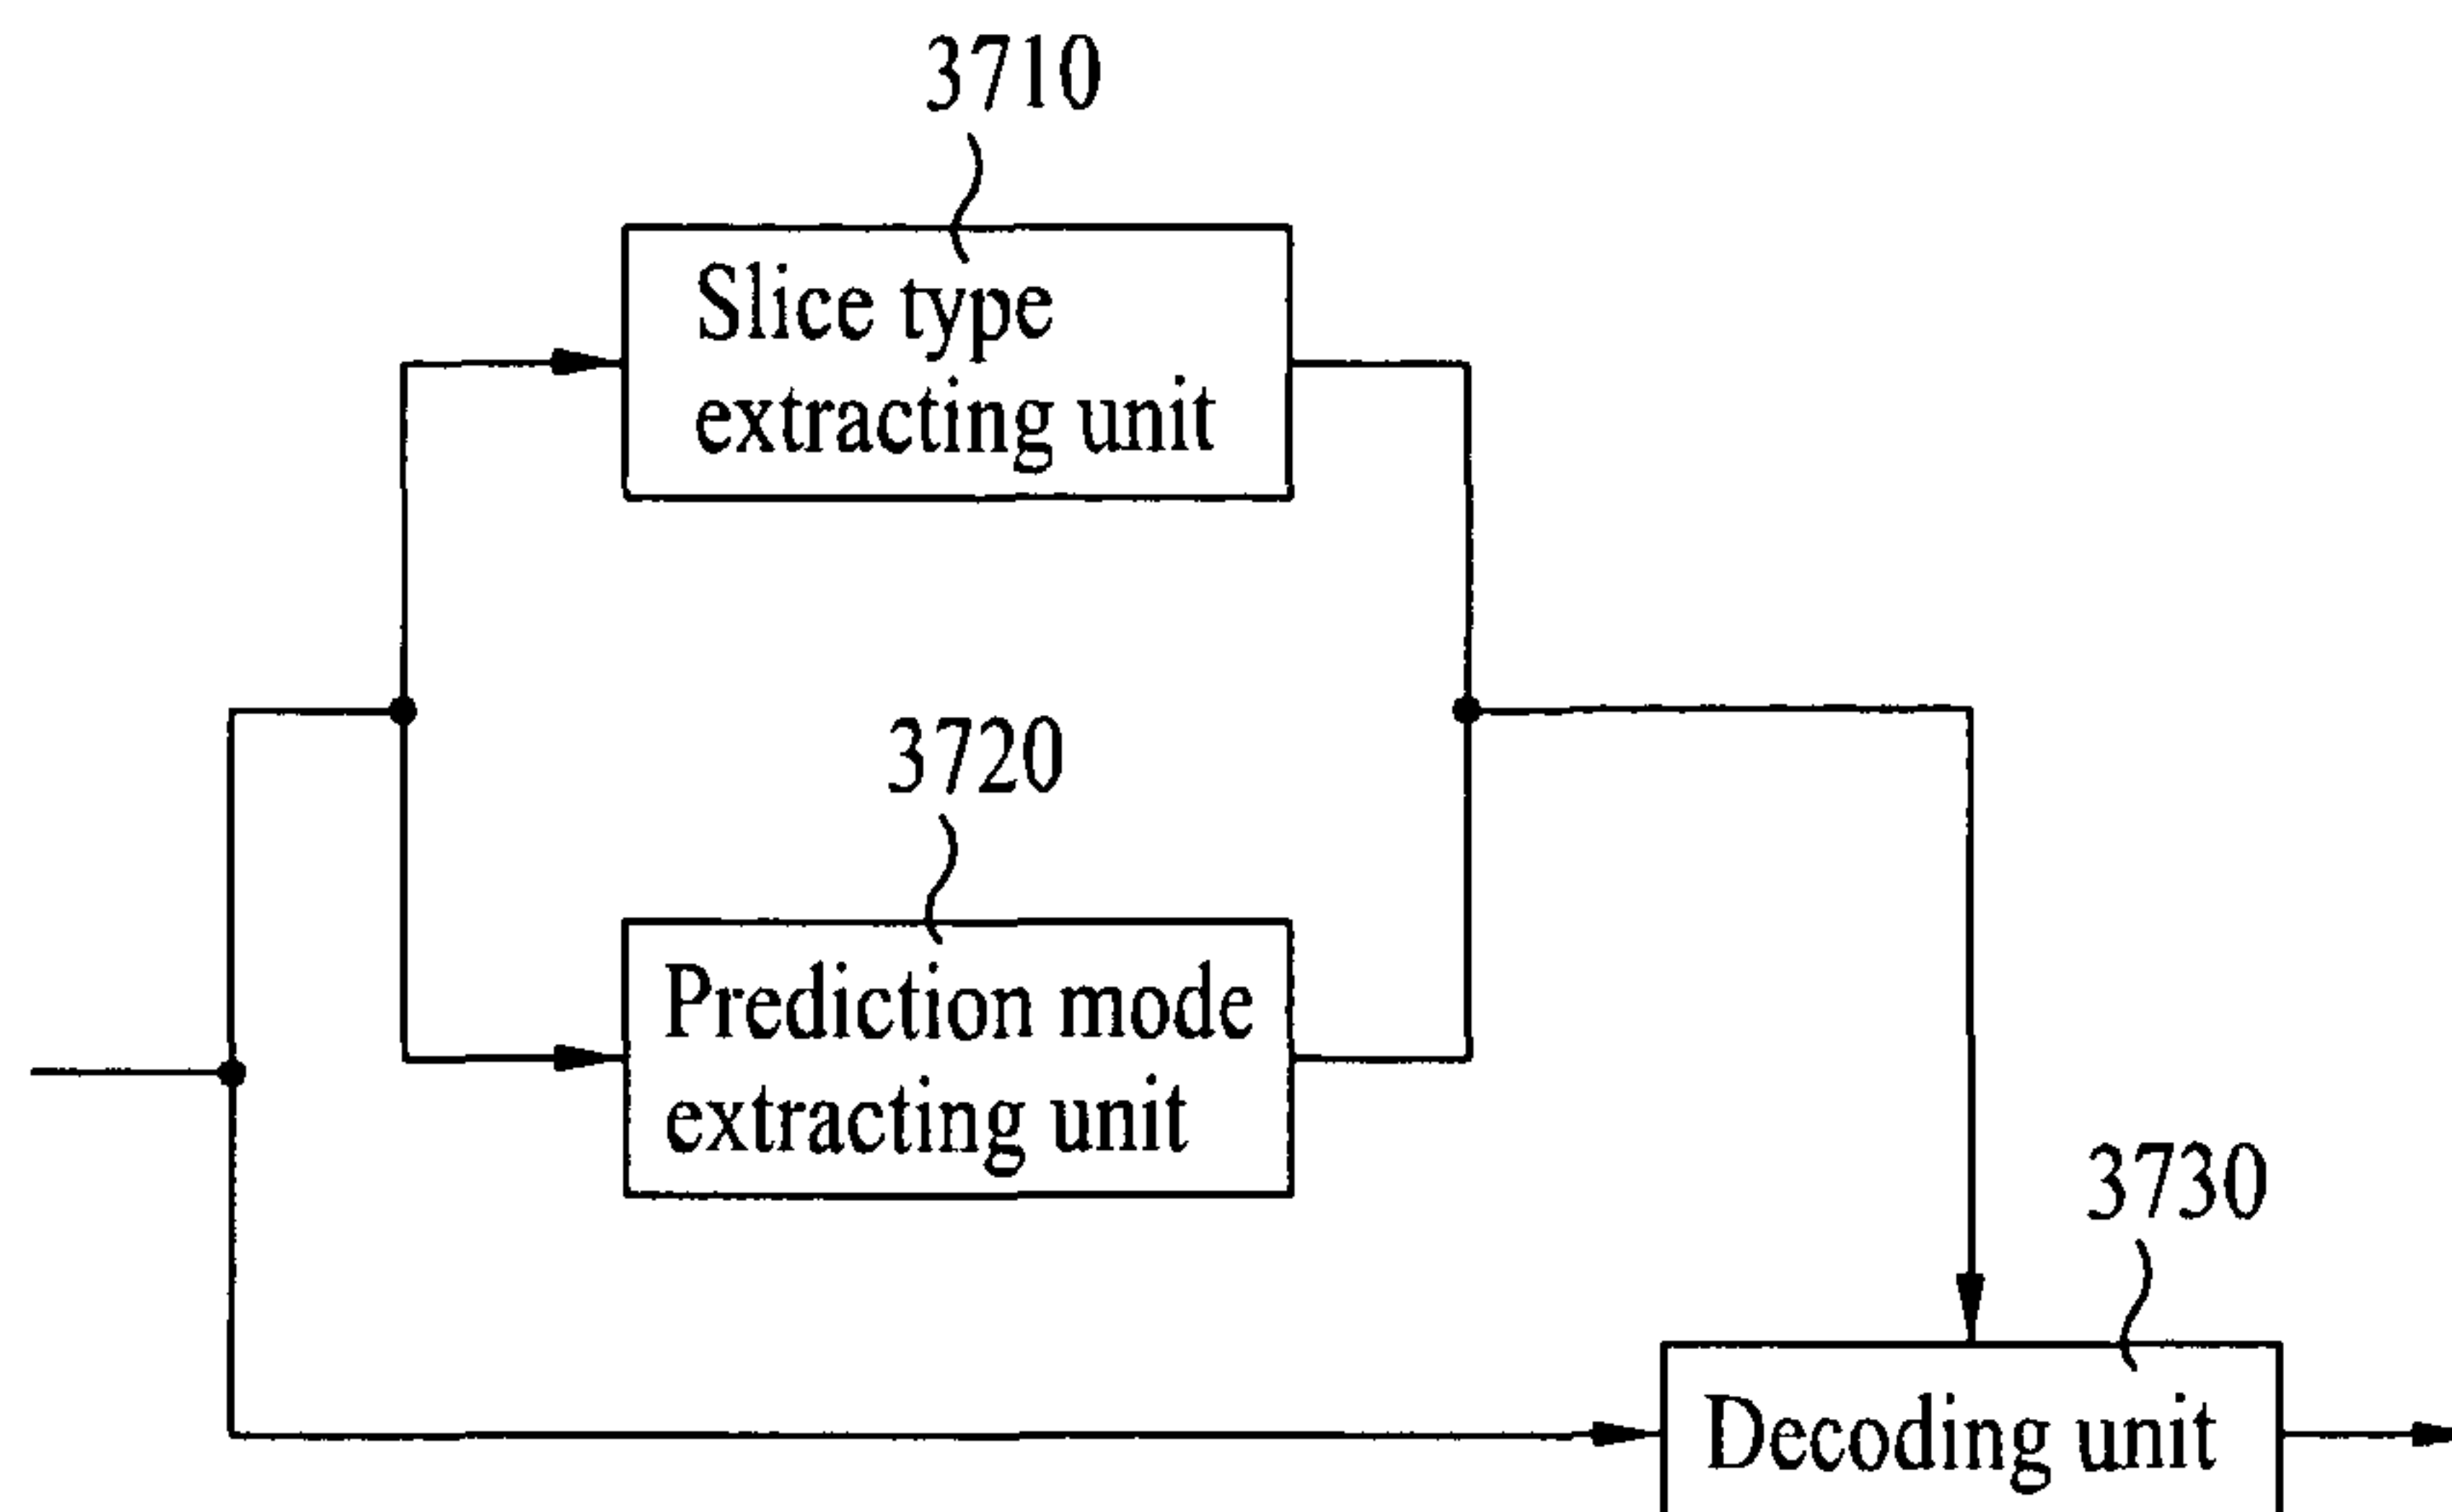 3710
Slice type
extracting unit
3720
Prediction mode
extracting unit
3730
Decoding unit